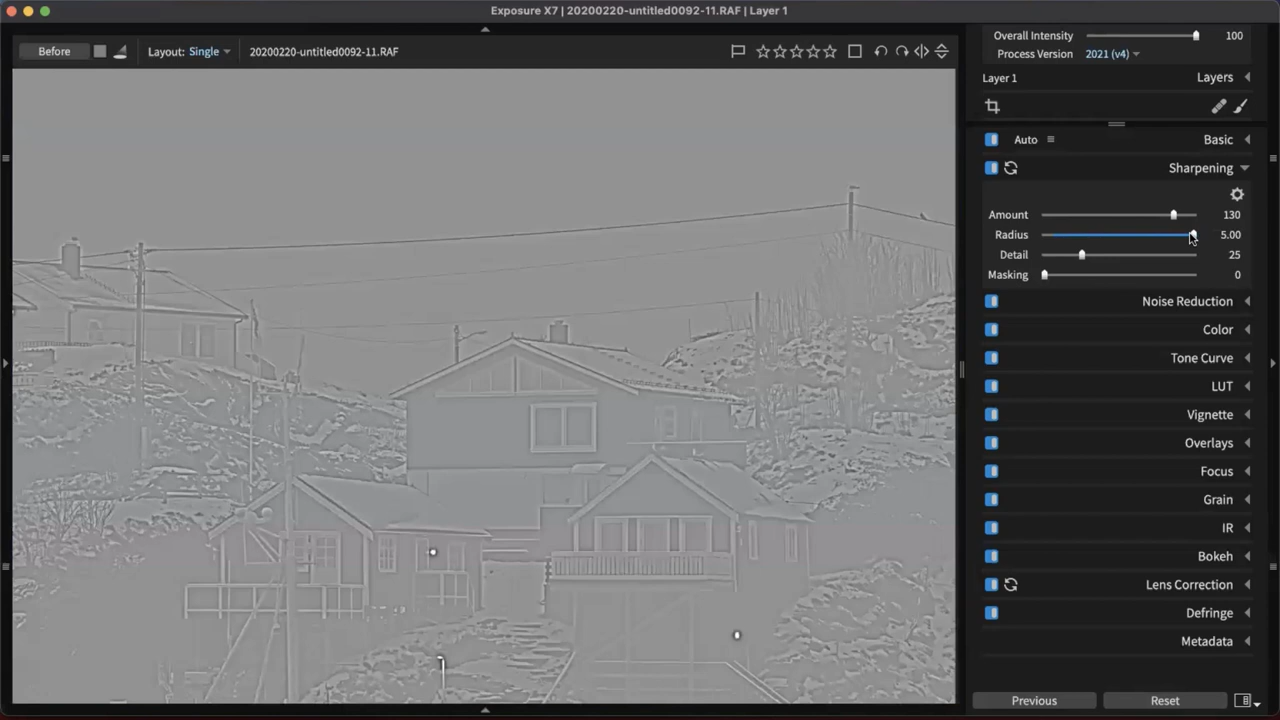 Exposure X7 | 20200220-untitled0092-11.RAF | Layer 1
Before Layout: Single 20200220-untitled0092-11.RAF
Overall Intensity 100
Process Version 2021 (v4)
Layer 1 Layers
Auto Basic
Sharpening
Amount 130
Radius 5.00
Detail 25
Masking 0
Noise Reduction
Color
Tone Curve
LUT
Vignette
Overlays
Focus
Grain
IR
Bokeh
Lens Correction
Defringe
Metadata
Previous Reset